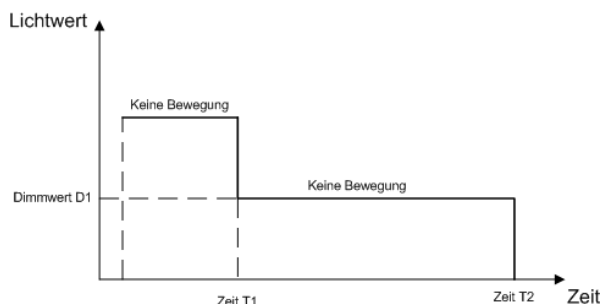 Lichtwert
Keine Bewegung
Keine Bewegung
Dimmwert D1
Zeit T1
Zeit T2
Zeit